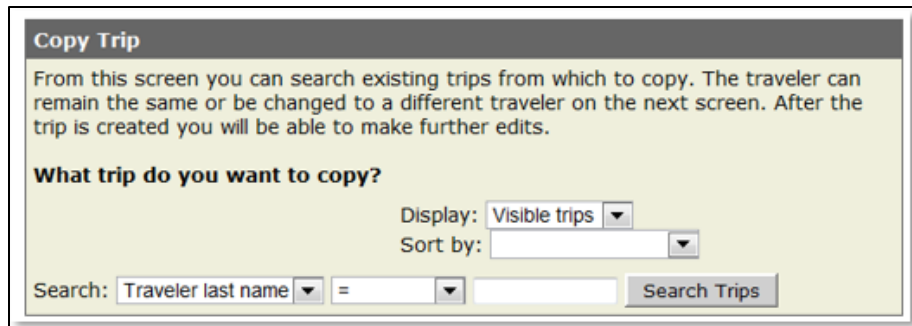 Copy Trip
From this screen you can search existing trips from which to copy. The traveler can
remain the same or be changed to a different traveler on the next screen. After the
trip is created you will be able to make further edits.
What trip do you want to copy?
Display: Visible trips
Sort by:
Search: Traveler last name = Search Trips